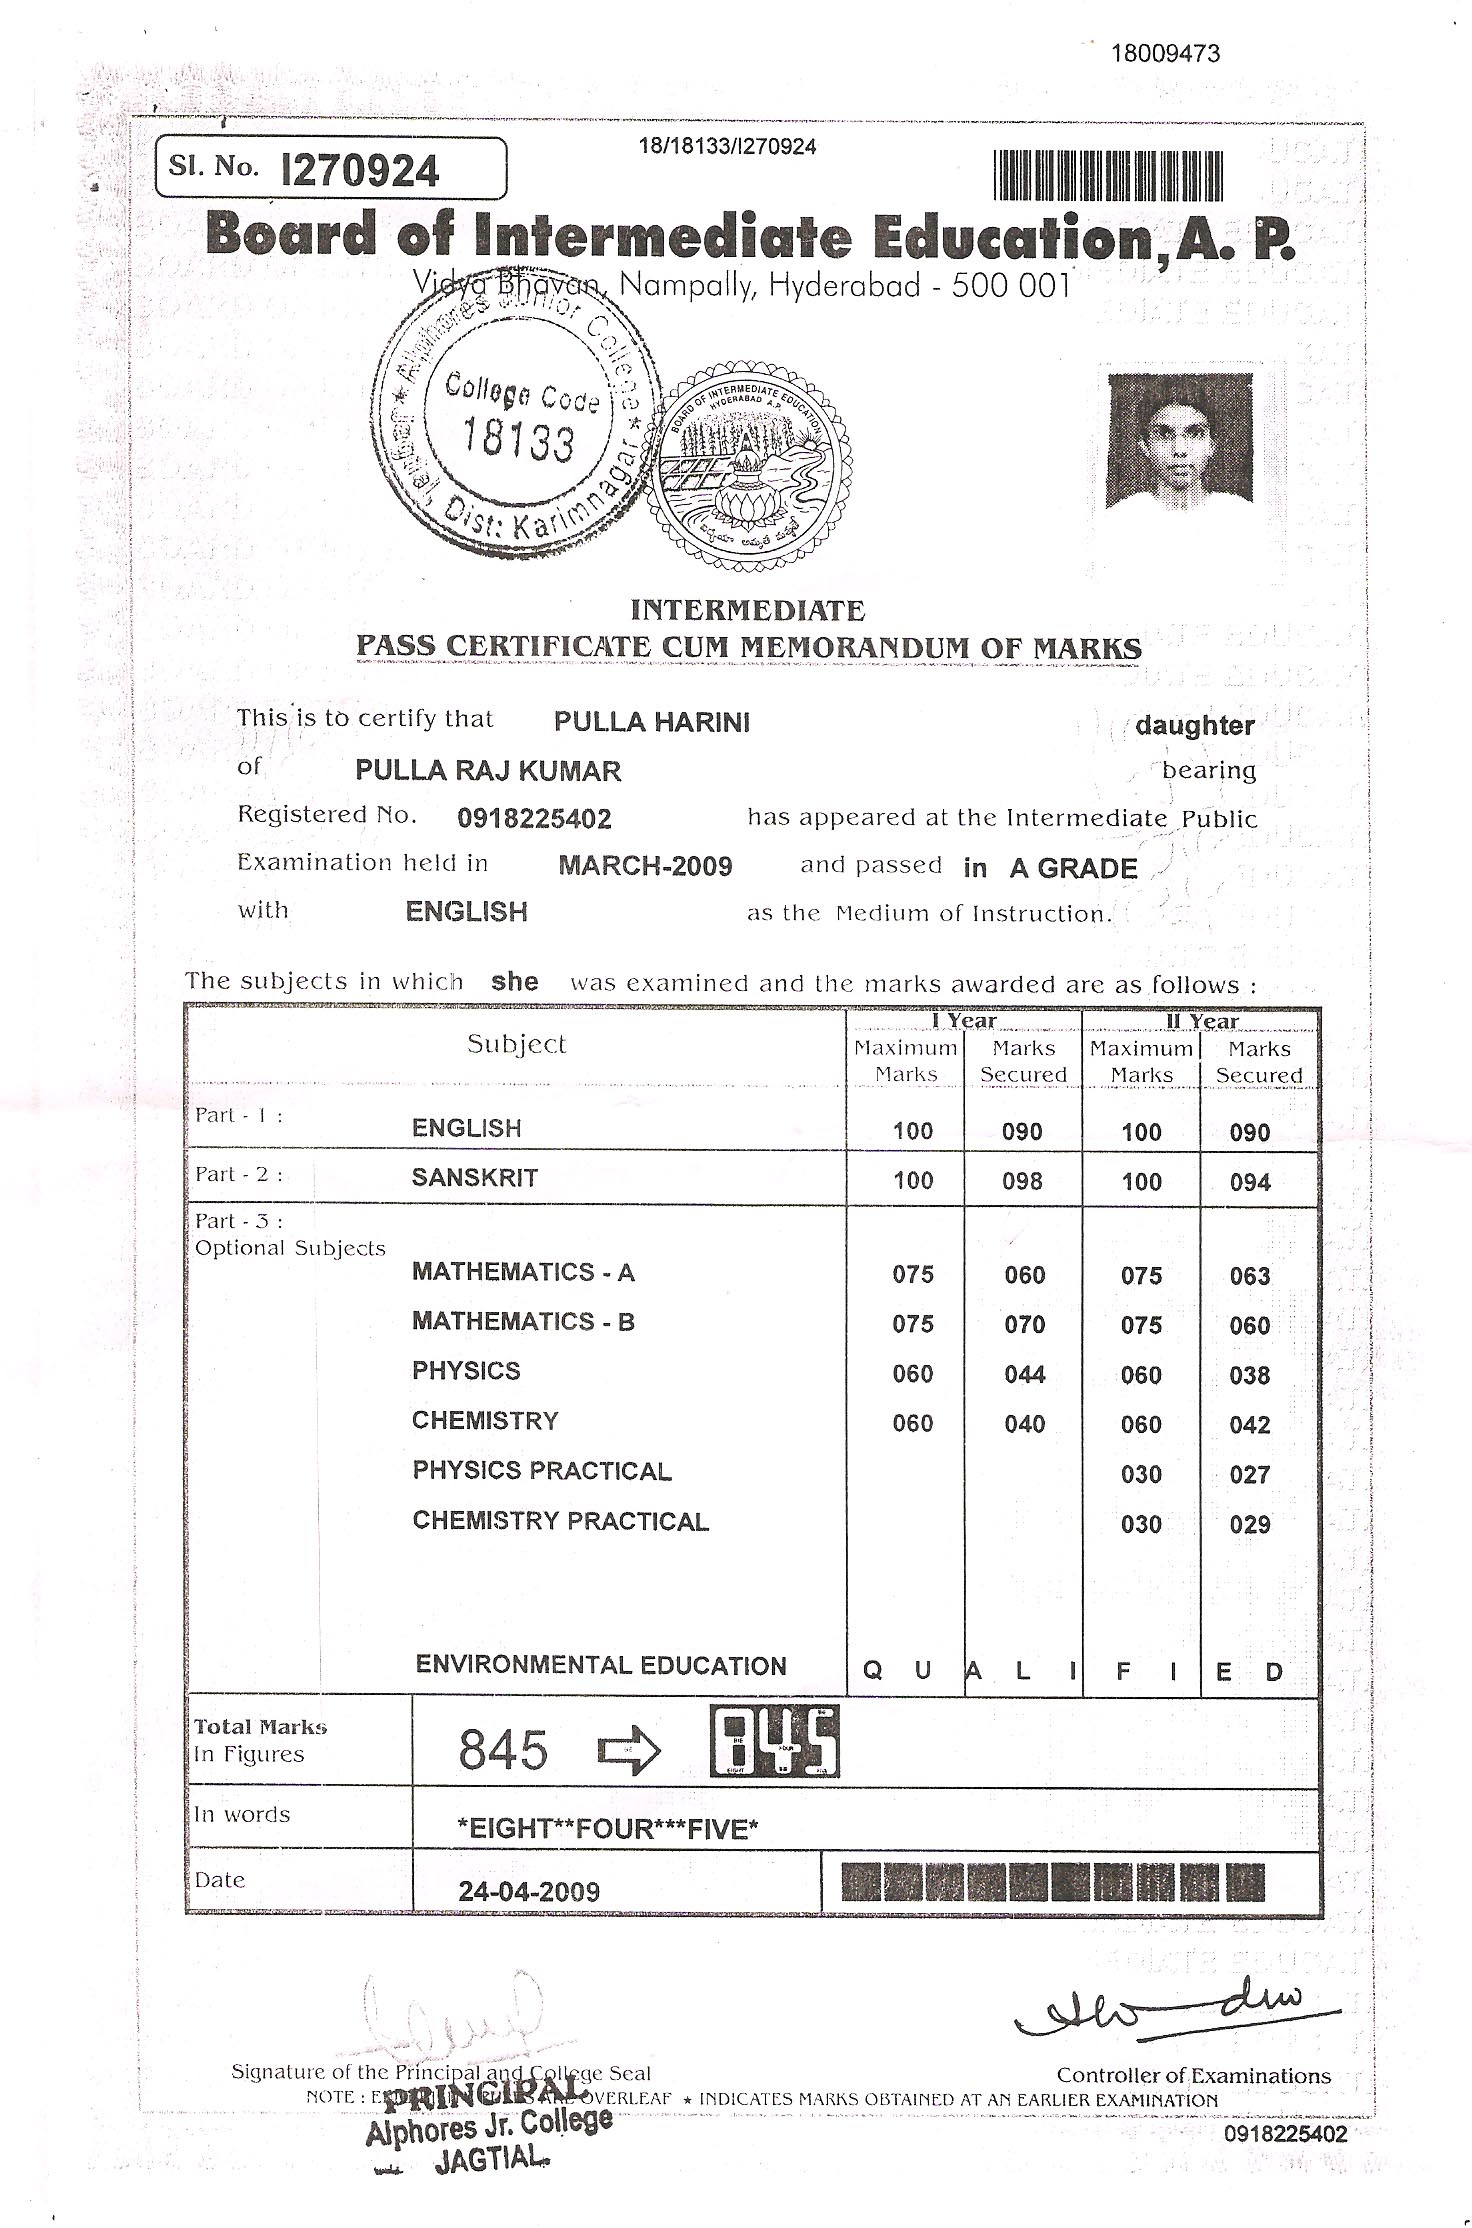 18009473
18/18133/I270924
Sl. No. I270924
Board of Intermediate Education, A. P.
Vidya Bhavan, Nampally, Hyderabad - 500 001
Alphores Junior College
College Code
18133
Jagtial, Dist: Karimnagar
BOARD OF INTERMEDIATE EDUCATION
HYDERABAD A.P.
INTERMEDIATE
PASS CERTIFICATE CUM MEMORANDUM OF MARKS
This is to certify that PULLA HARINI daughter
of PULLA RAJ KUMAR bearing
Registered No. 0918225402 has appeared at the Intermediate Public
Examination held in MARCH-2009 and passed in A GRADE
with ENGLISH as the Medium of Instruction.
The subjects in which she was examined and the marks awarded are as follows :
Subject I Year II Year
Maximum Marks Marks Secured Maximum Marks Marks Secured
Part - 1 : ENGLISH 100 090 100 090
Part - 2 : SANSKRIT 100 098 100 094
Part - 3 :
Optional Subjects
MATHEMATICS - A 075 060 075 063
MATHEMATICS - B 075 070 075 060
PHYSICS 060 044 060 038
CHEMISTRY 060 040 060 042
PHYSICS PRACTICAL 030 027
CHEMISTRY PRACTICAL 030 029
ENVIRONMENTAL EDUCATION Q U A L I F I E D
Total Marks
In Figures 845 845
In words *EIGHT**FOUR***FIVE*
Date 24-04-2009
Signature of the Principal and College Seal Controller of Examinations
NOTE : OVERLEAF * INDICATES MARKS OBTAINED AT AN EARLIER EXAMINATION
PRINCIPAL
Alphores Jr. College
JAGTIAL.
0918225402